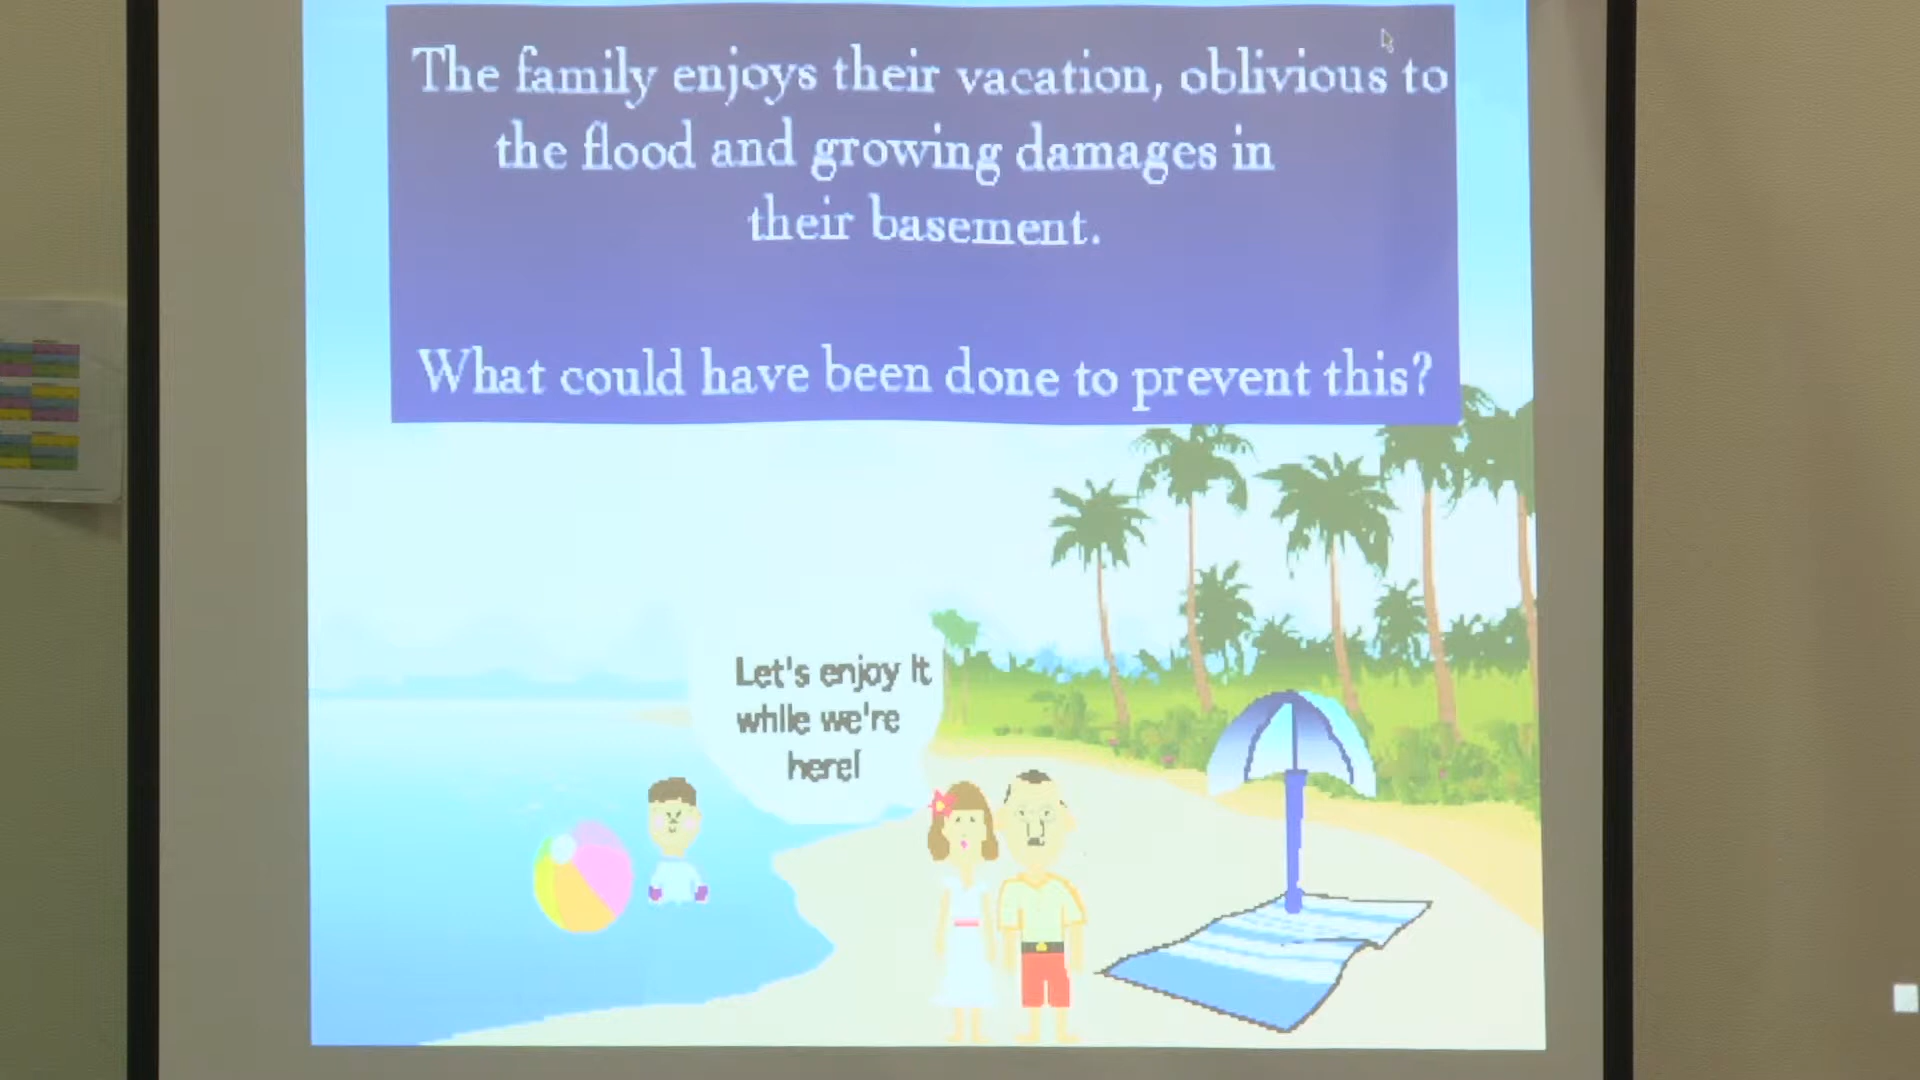 The family enjoys their vacation, oblivious to
the flood and growing damages in
their basement.
What could have been done to prevent this?
Let's enjoy it
while we're
here!